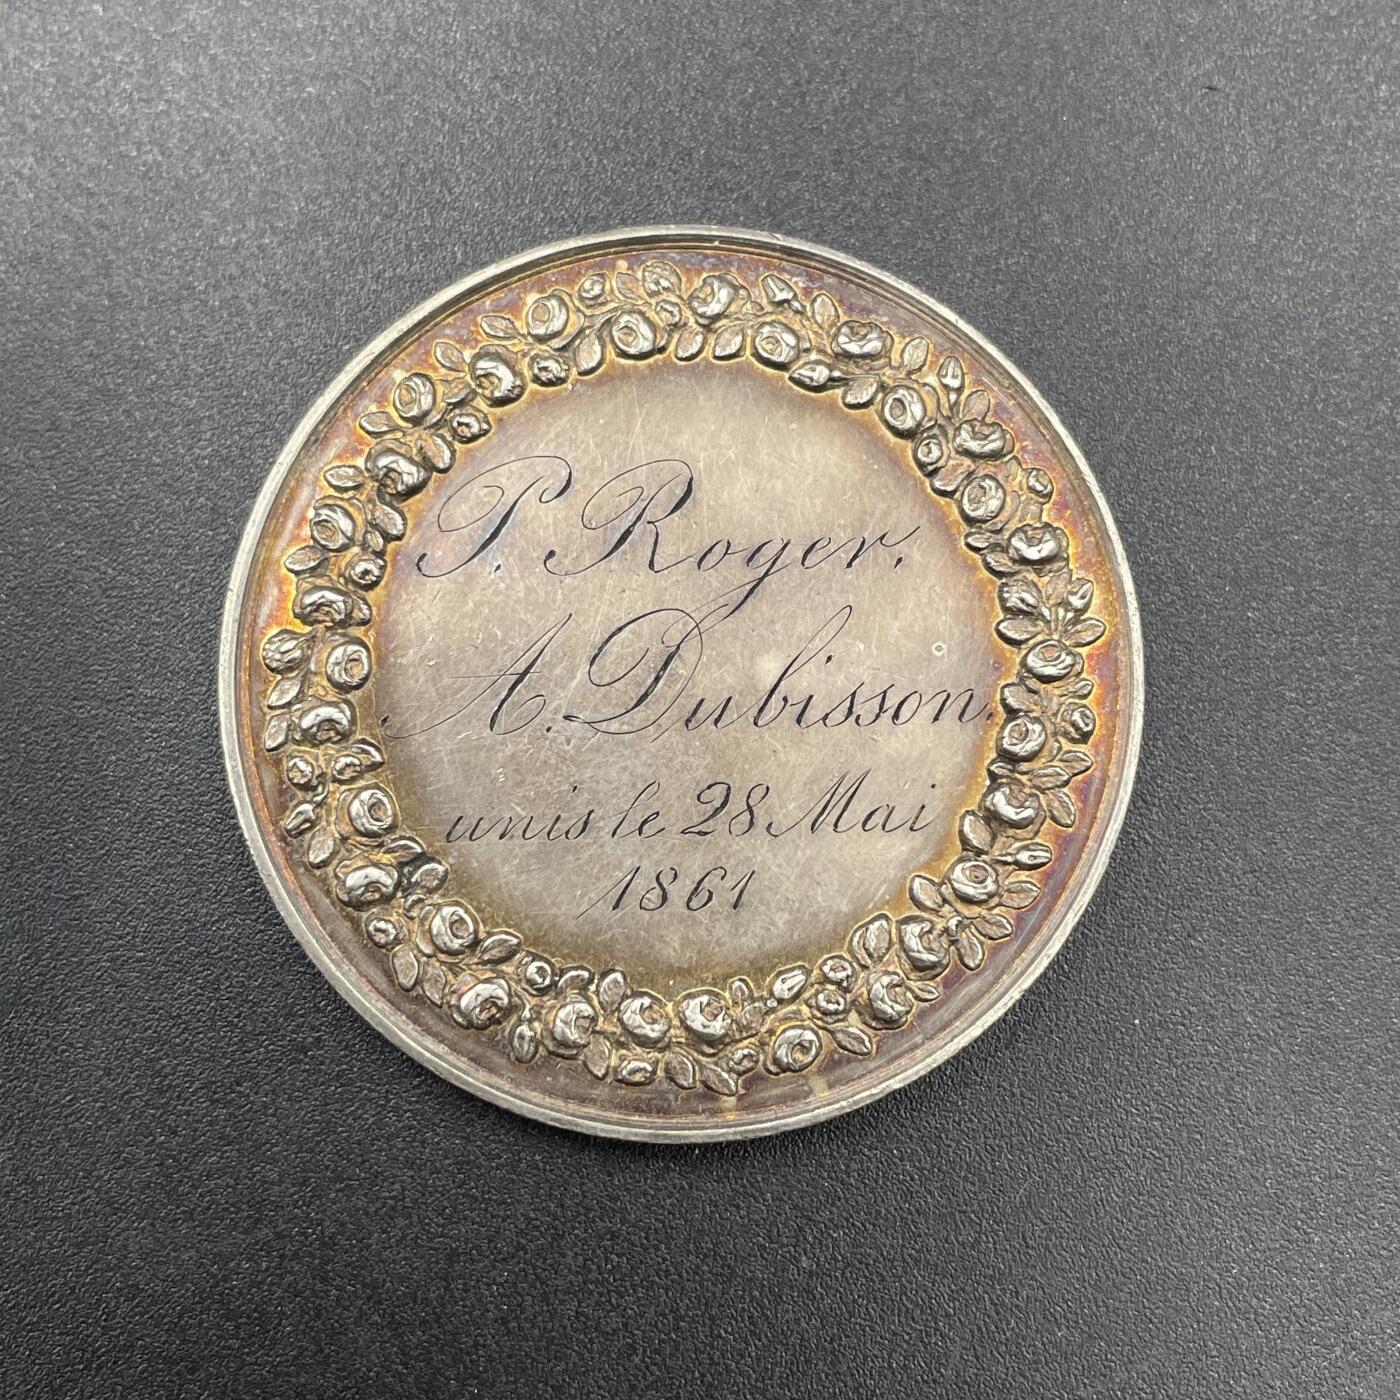 P. Roger.
A. Dubisson.
unis le 28 Mai
1861